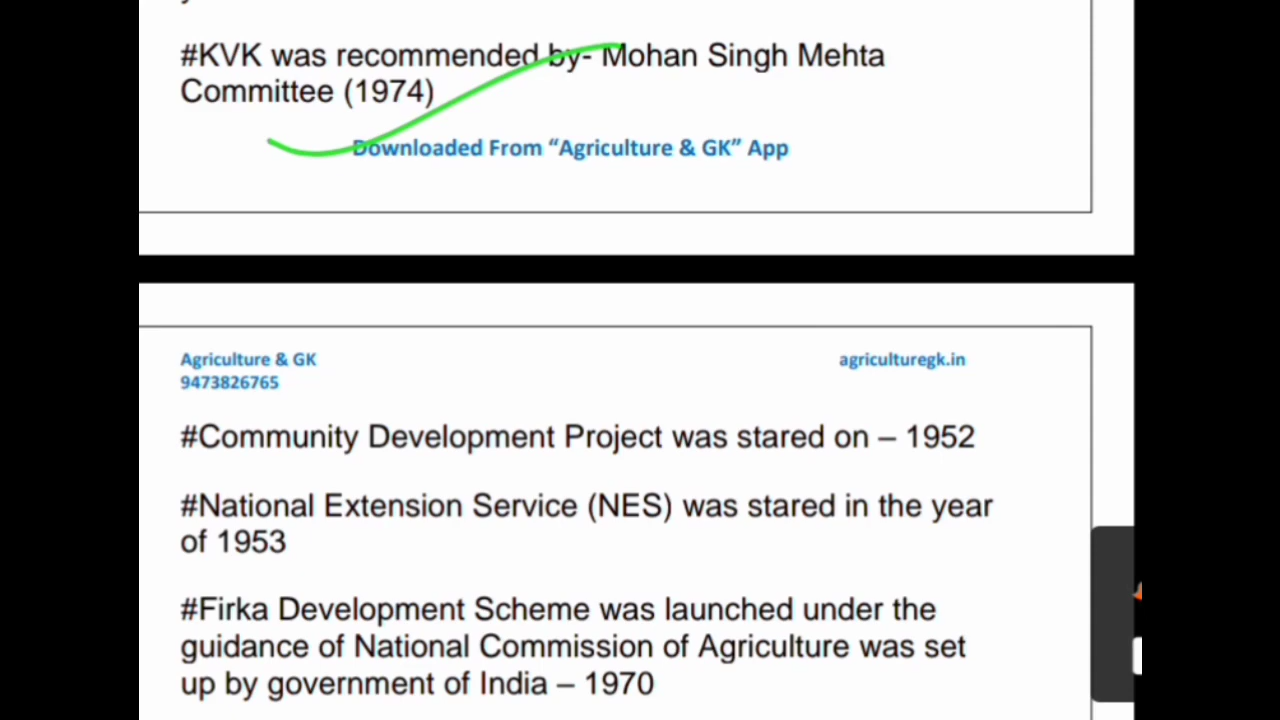 #KVK was recommended by- Mohan Singh Mehta
Committee (1974)
Downloaded From “Agriculture & GK” App
Agriculture & GK
agriculturegk.in
9473826765
#Community Development Project was stared on – 1952
#National Extension Service (NES) was stared in the year
of 1953
#Firka Development Scheme was launched under the
guidance of National Commission of Agriculture was set
up by government of India – 1970